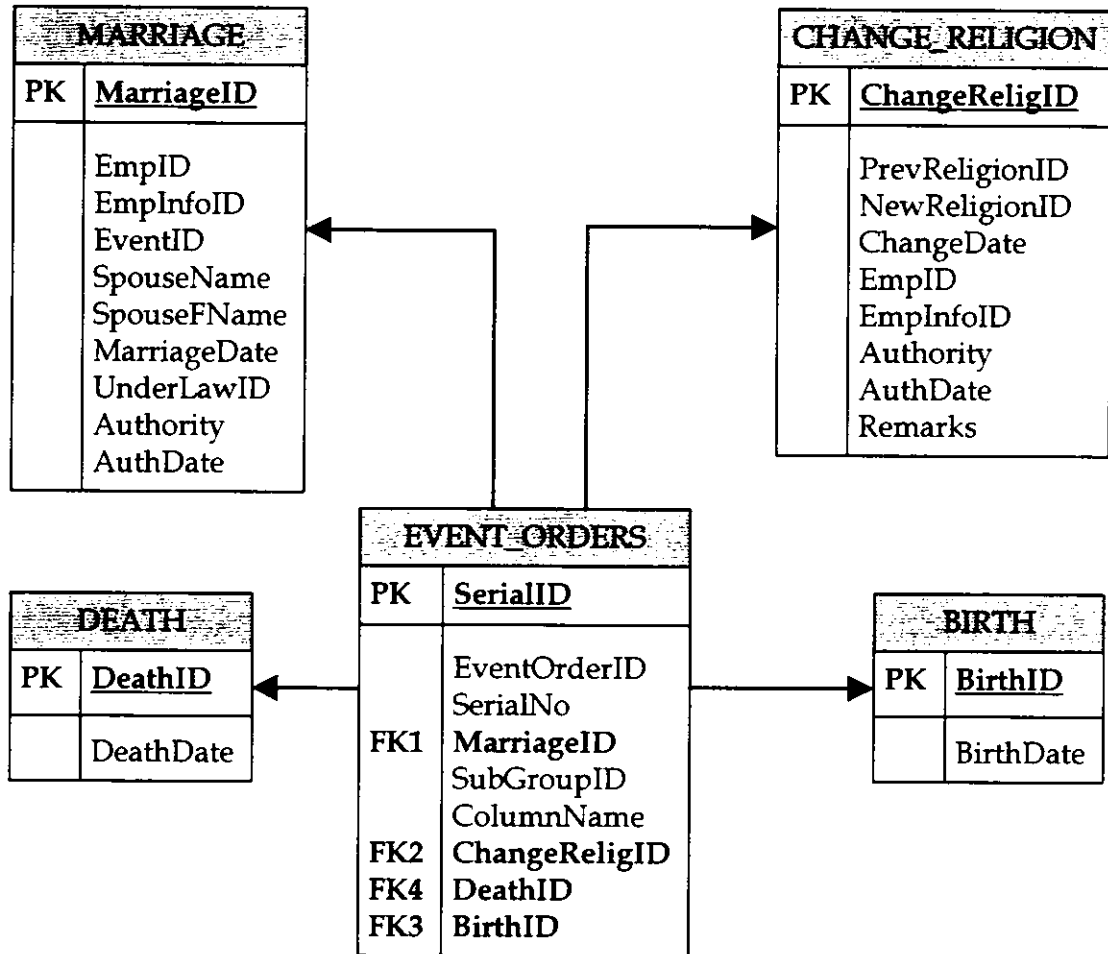 MARRIAGE
PK MarriageID
EmpID
EmpInfoID
EventID
SpouseName
SpouseFName
MarriageDate
UnderLawID
Authority
AuthDate
CHANGE_RELIGION
PK ChangeReligID
PrevReligionID
NewReligionID
ChangeDate
EmpID
EmpInfoID
Authority
AuthDate
Remarks
EVENT_ORDERS
PK SerialID
EventOrderID
SerialNo
FK1 MarriageID
SubGroupID
ColumnName
FK2 ChangeReligID
FK4 DeathID
FK3 BirthID
DEATH
PK DeathID
DeathDate
BIRTH
PK BirthID
BirthDate